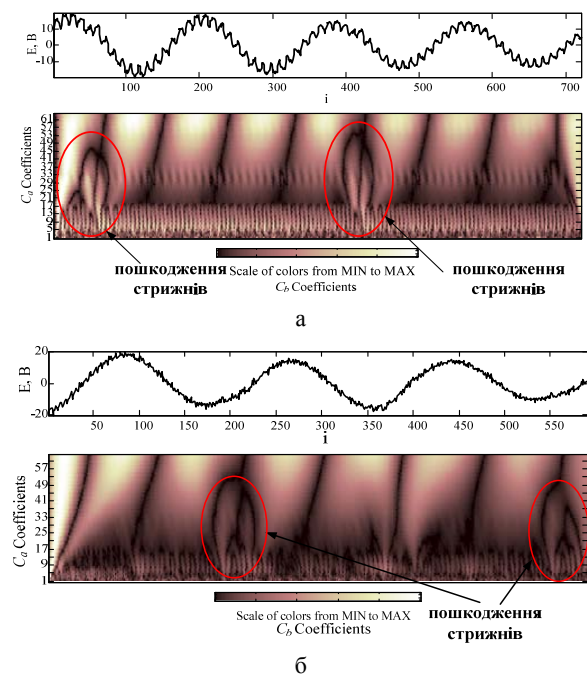 E, B
10
0
-10
100 200 300 400 500 600 700
i
C_a Coefficients
61
57
53
49
45
41
37
33
29
25
21
17
13
9
5
1
пошкодження
стрижнів
Scale of colors from MIN to MAX
C_b Coefficients
пошкодження
стрижнів
а
E, B
20
0
-20
50 100 150 200 250 300 350 400 450 500 550
i
C_a Coefficients
57
49
41
33
25
17
9
1
Scale of colors from MIN to MAX
C_b Coefficients
пошкодження
стрижнів
б